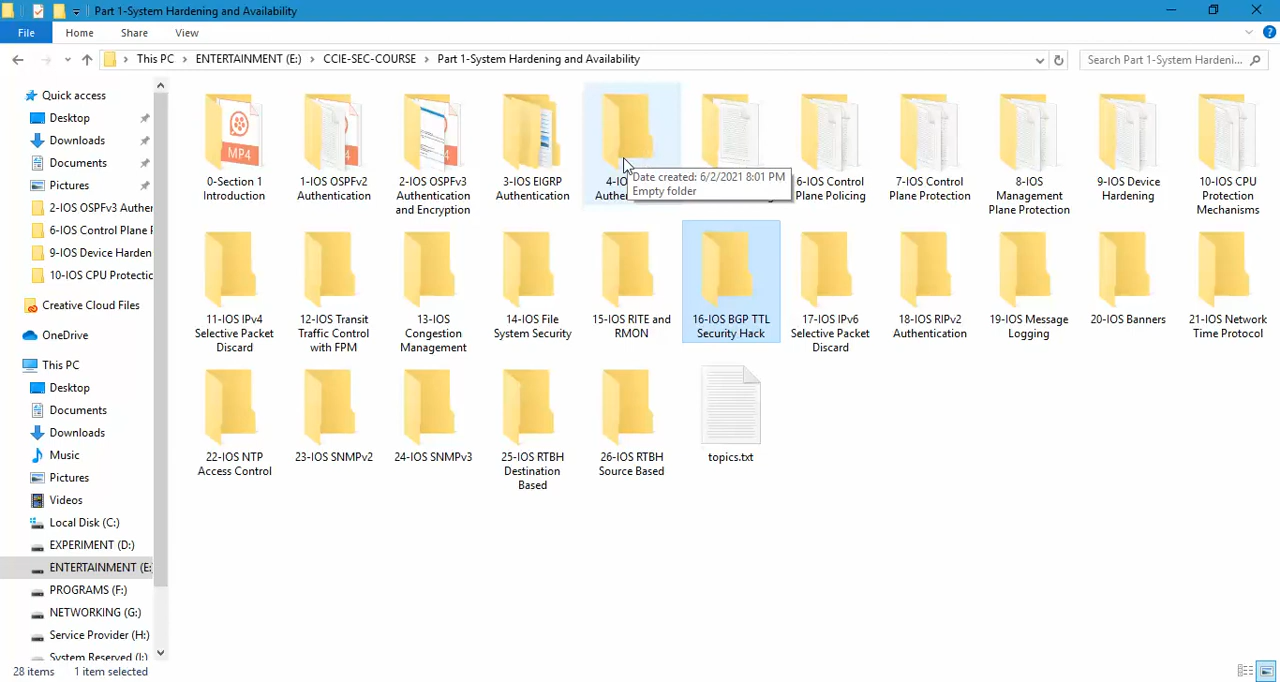 Part 1-System Hardening and Availability
File Home Share View
This PC ENTERTAINMENT (E:) CCIE-SEC-COURSE Part 1-System Hardening and Availability
Search Part 1-System Hardeni...
Quick access
Desktop
Downloads
Documents
Pictures
2-IOS OSPFv3 Authen
6-IOS Control Plane P
9-IOS Device Harden
10-IOS CPU Protectic
Creative Cloud Files
OneDrive
This PC
Desktop
Documents
Downloads
Music
Pictures
Videos
Local Disk (C:)
EXPERIMENT (D:)
ENTERTAINMENT (E:
PROGRAMS (F:)
NETWORKING (G:)
Service Provider (H:)
System Reserved (I:)
MP4
0-Section 1
Introduction
1-IOS OSPFv2
Authentication
2-IOS OSPFv3
Authentication
and Encryption
3-IOS EIGRP
Authentication
4-IO
Authen
Date created: 6/2/2021 8:01 PM
Empty folder
6-IOS Control
Plane Policing
7-IOS Control
Plane Protection
8-IOS
Management
Plane Protection
9-IOS Device
Hardening
10-IOS CPU
Protection
Mechanisms
11-IOS IPv4
Selective Packet
Discard
12-IOS Transit
Traffic Control
with FPM
13-IOS
Congestion
Management
14-IOS File
System Security
15-IOS RITE and
RMON
16-IOS BGP TTL
Security Hack
17-IOS IPv6
Selective Packet
Discard
18-IOS RIPv2
Authentication
19-IOS Message
Logging
20-IOS Banners
21-IOS Network
Time Protocol
22-IOS NTP
Access Control
23-IOS SNMPv2
24-IOS SNMPv3
25-IOS RTBH
Destination
Based
26-IOS RTBH
Source Based
topics.txt
28 items 1 item selected